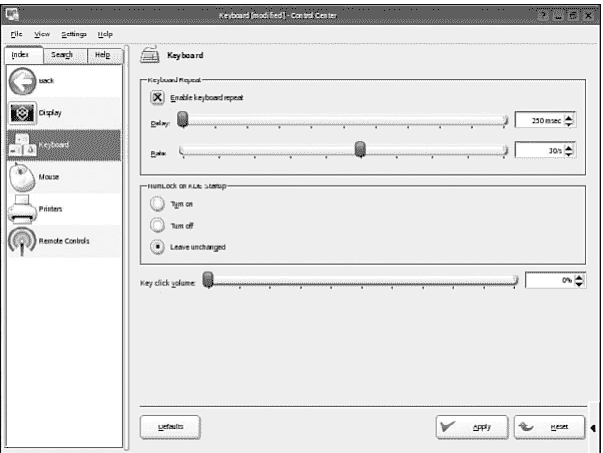 Keyboard [modified] - Control Center
File View Settings Help
Index Search Help
Back
Display
Keyboard
Mouse
Printers
Remote Controls
Keyboard
Keyboard Repeat
Enable keyboard repeat
Delay: 250 msec
Rate: 30/s
NumLock on KDE Startup
Turn on
Turn off
Leave unchanged
Key click volume: 0%
Defaults Apply Reset